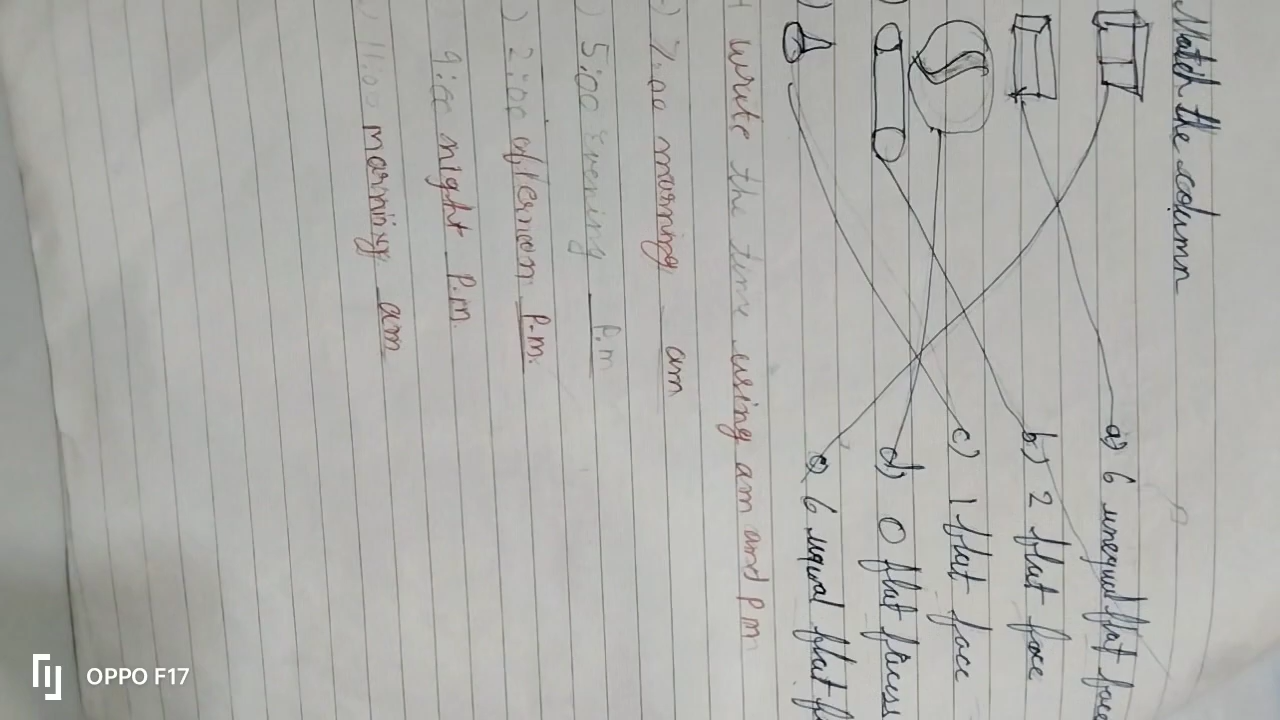 Match the column
a) 6 unequal flat face
b) 2 flat face
c) 1 flat face
d) 0 flat faces
e) 6 uqual flat
write the time using am and Pm
7:00 morning am
5:00 Evening P.m
2:00 afternoon P.m.
9:00 night P.m.
11:00 morning am
OPPO F17